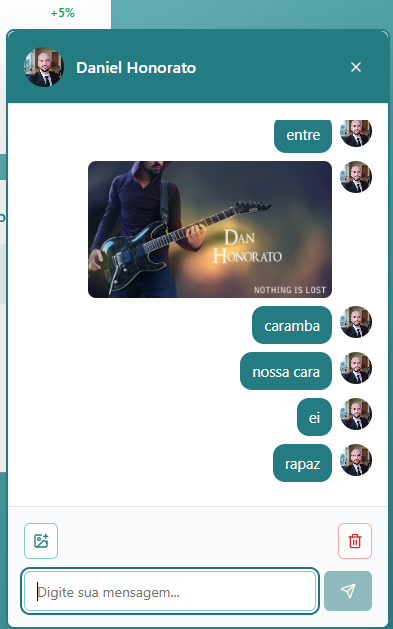 +5%
Daniel Honorato
entre
DAN
HONORATO
NOTHING IS LOST
caramba
nossa cara
ei
rapaz
Digite sua mensagem...